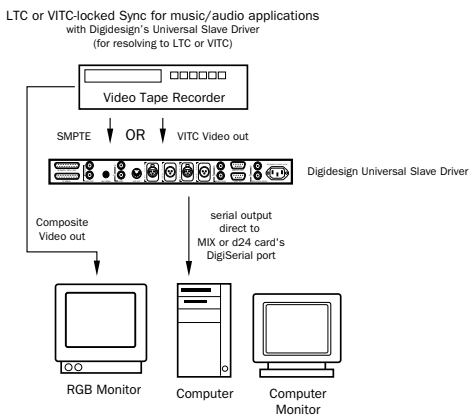 LTC or VITC-locked Sync for music/audio applications
with Digidesign's Universal Slave Driver
(for resolving to LTC or VITC)
Video Tape Recorder
SMPTE
OR
VITC Video out
Digidesign Universal Slave Driver
Composite
Video out
serial output
direct to
MIX or d24 card's
DigiSerial port
RGB Monitor
Computer
Computer
Monitor